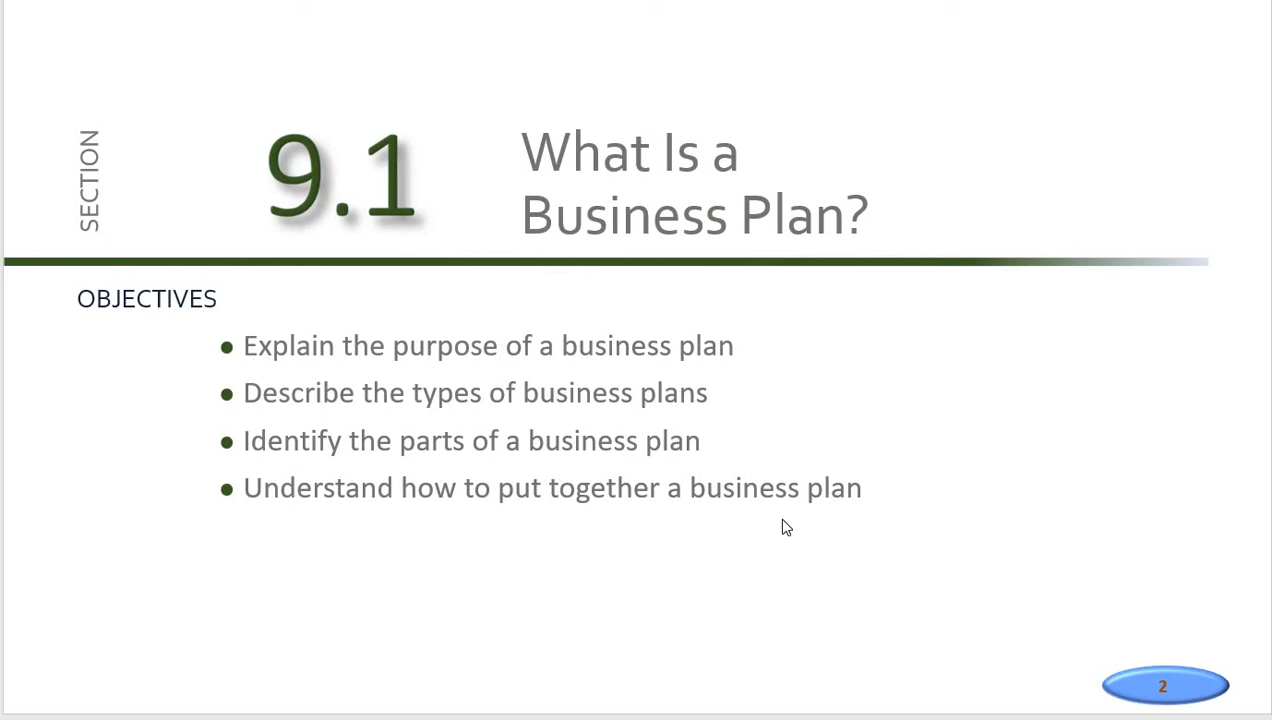 SECTION
9.1
What Is a
Business Plan?
OBJECTIVES
● Explain the purpose of a business plan
● Describe the types of business plans
● Identify the parts of a business plan
● Understand how to put together a business plan
2